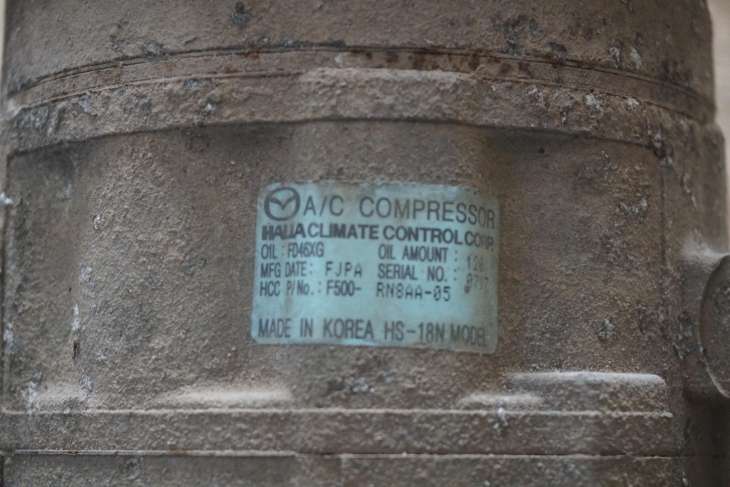 A/C COMPRESSOR
HALLA CLIMATE CONTROL CORP.
OIL : FD46XG OIL AMOUNT : 120
MFG DATE : FJPA SERIAL NO. :
HCC P/No. : F500- RN8AA-05
MADE IN KOREA HS-18N MODEL